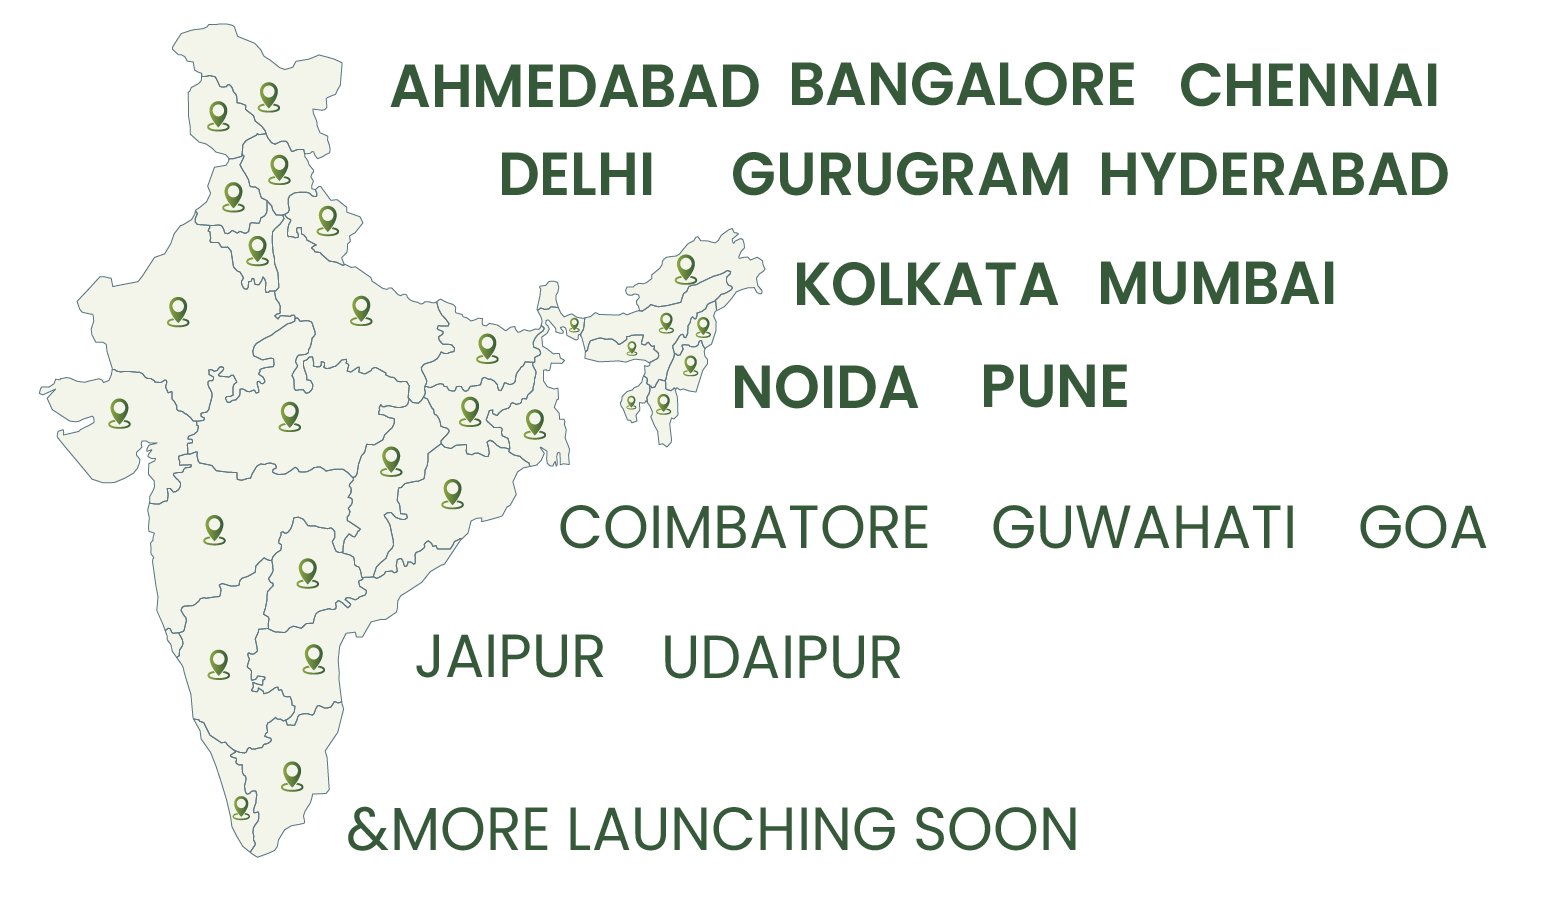 AHMEDABAD BANGALORE CHENNAI
DELHI GURUGRAM HYDERABAD
KOLKATA MUMBAI
NOIDA PUNE
COIMBATORE GUWAHATI GOA
JAIPUR UDAIPUR
&MORE LAUNCHING SOON